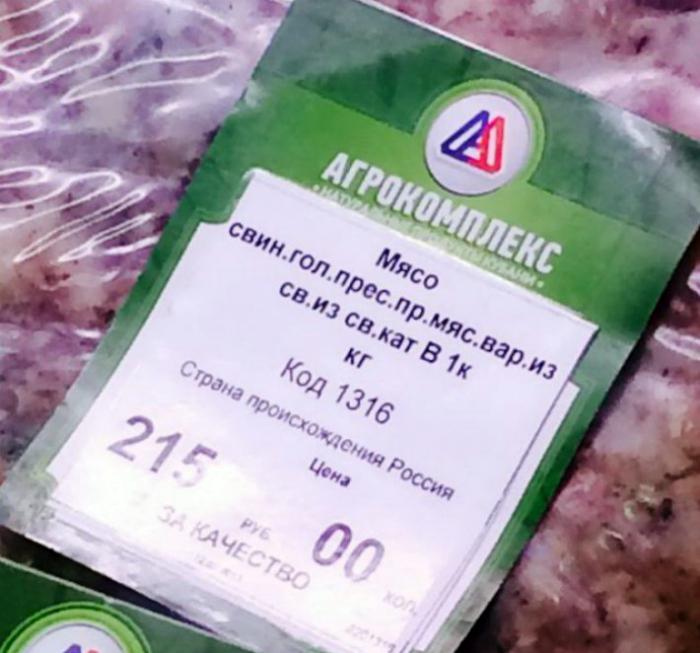 АГРОКОМПЛЕКС
Мясо
свин.гол.прес.пр.мяс.вар.из
св.из св.кат В 1к
кг
Код 1316
Страна происхождения Россия
Цена
215 РУБ. 00 КОП.
ЗА КАЧЕСТВО